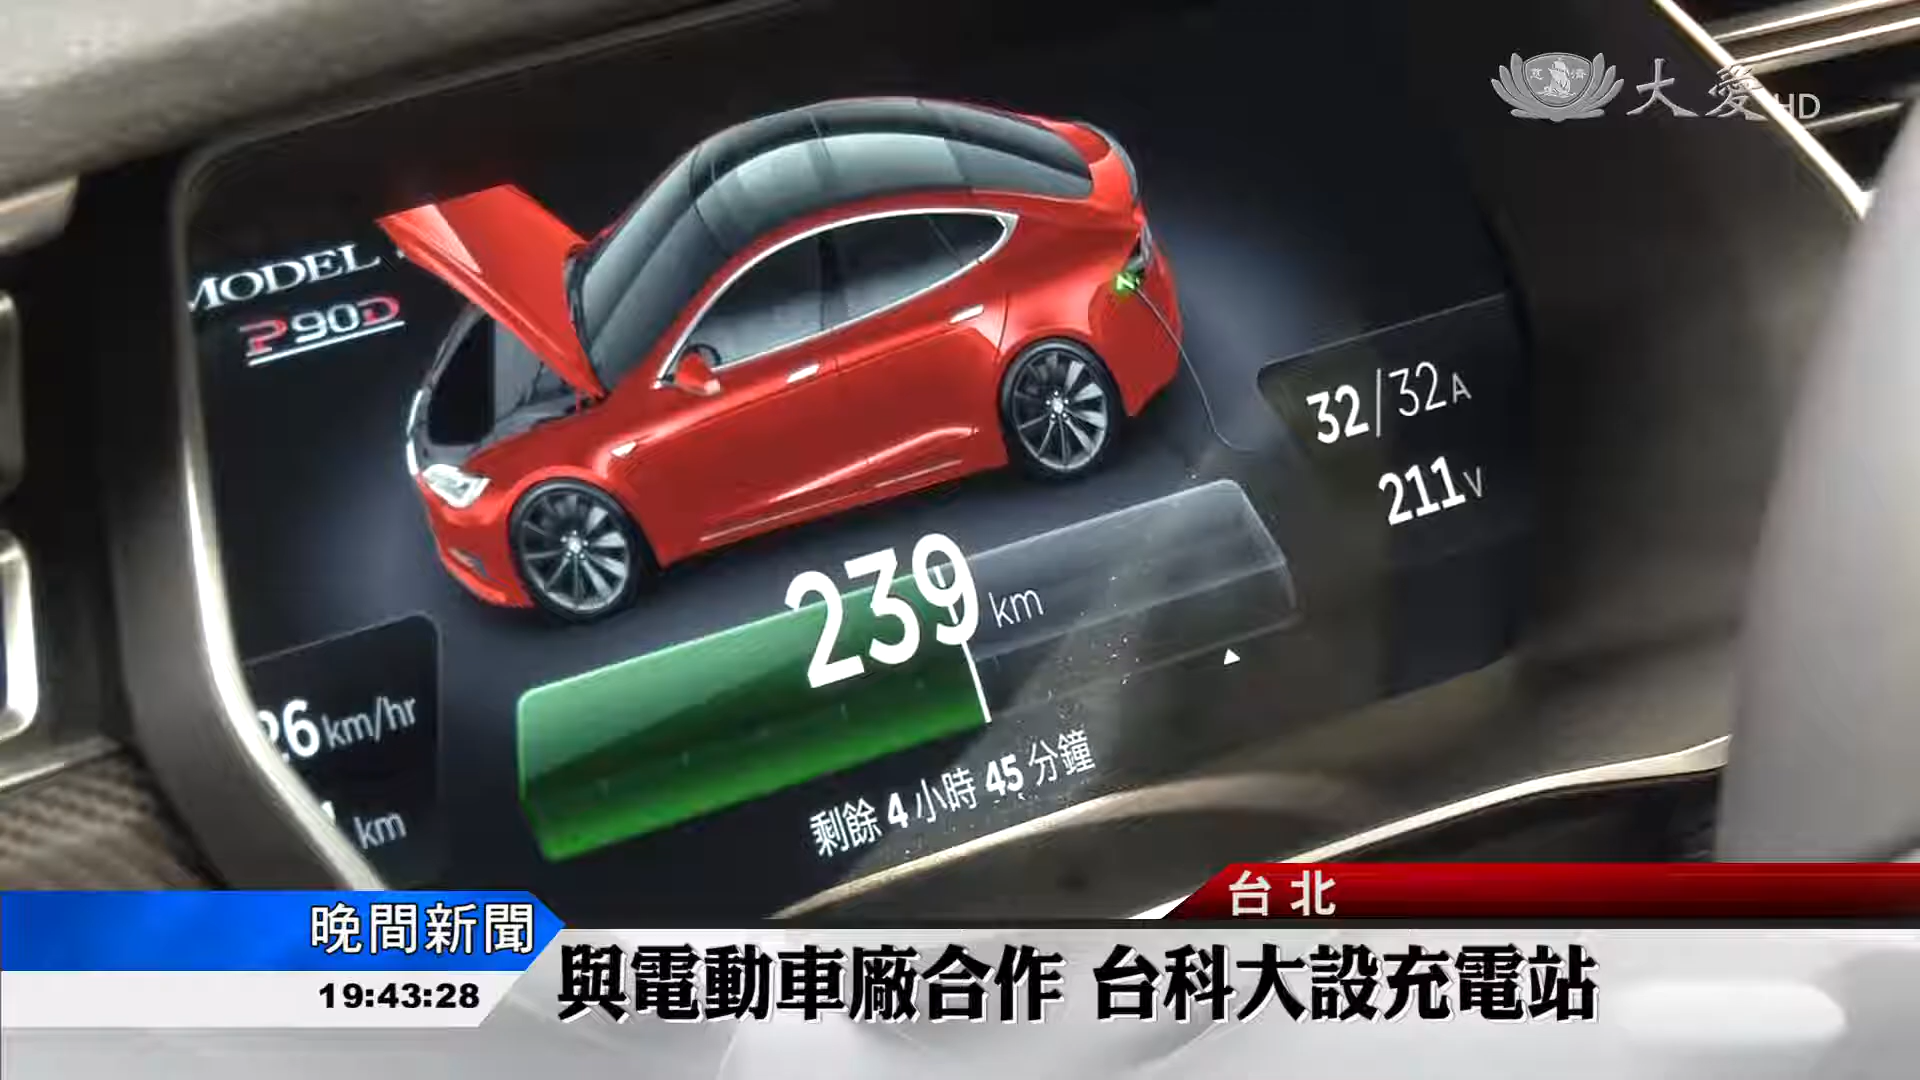 慈濟
大愛HD
MODEL
P90D
32/32A
211V
239 km
26 km/hr
km
剩餘 4 小時 45 分鐘
台北
晚間新聞
與電動車廠合作 台科大設充電站
19:43:28